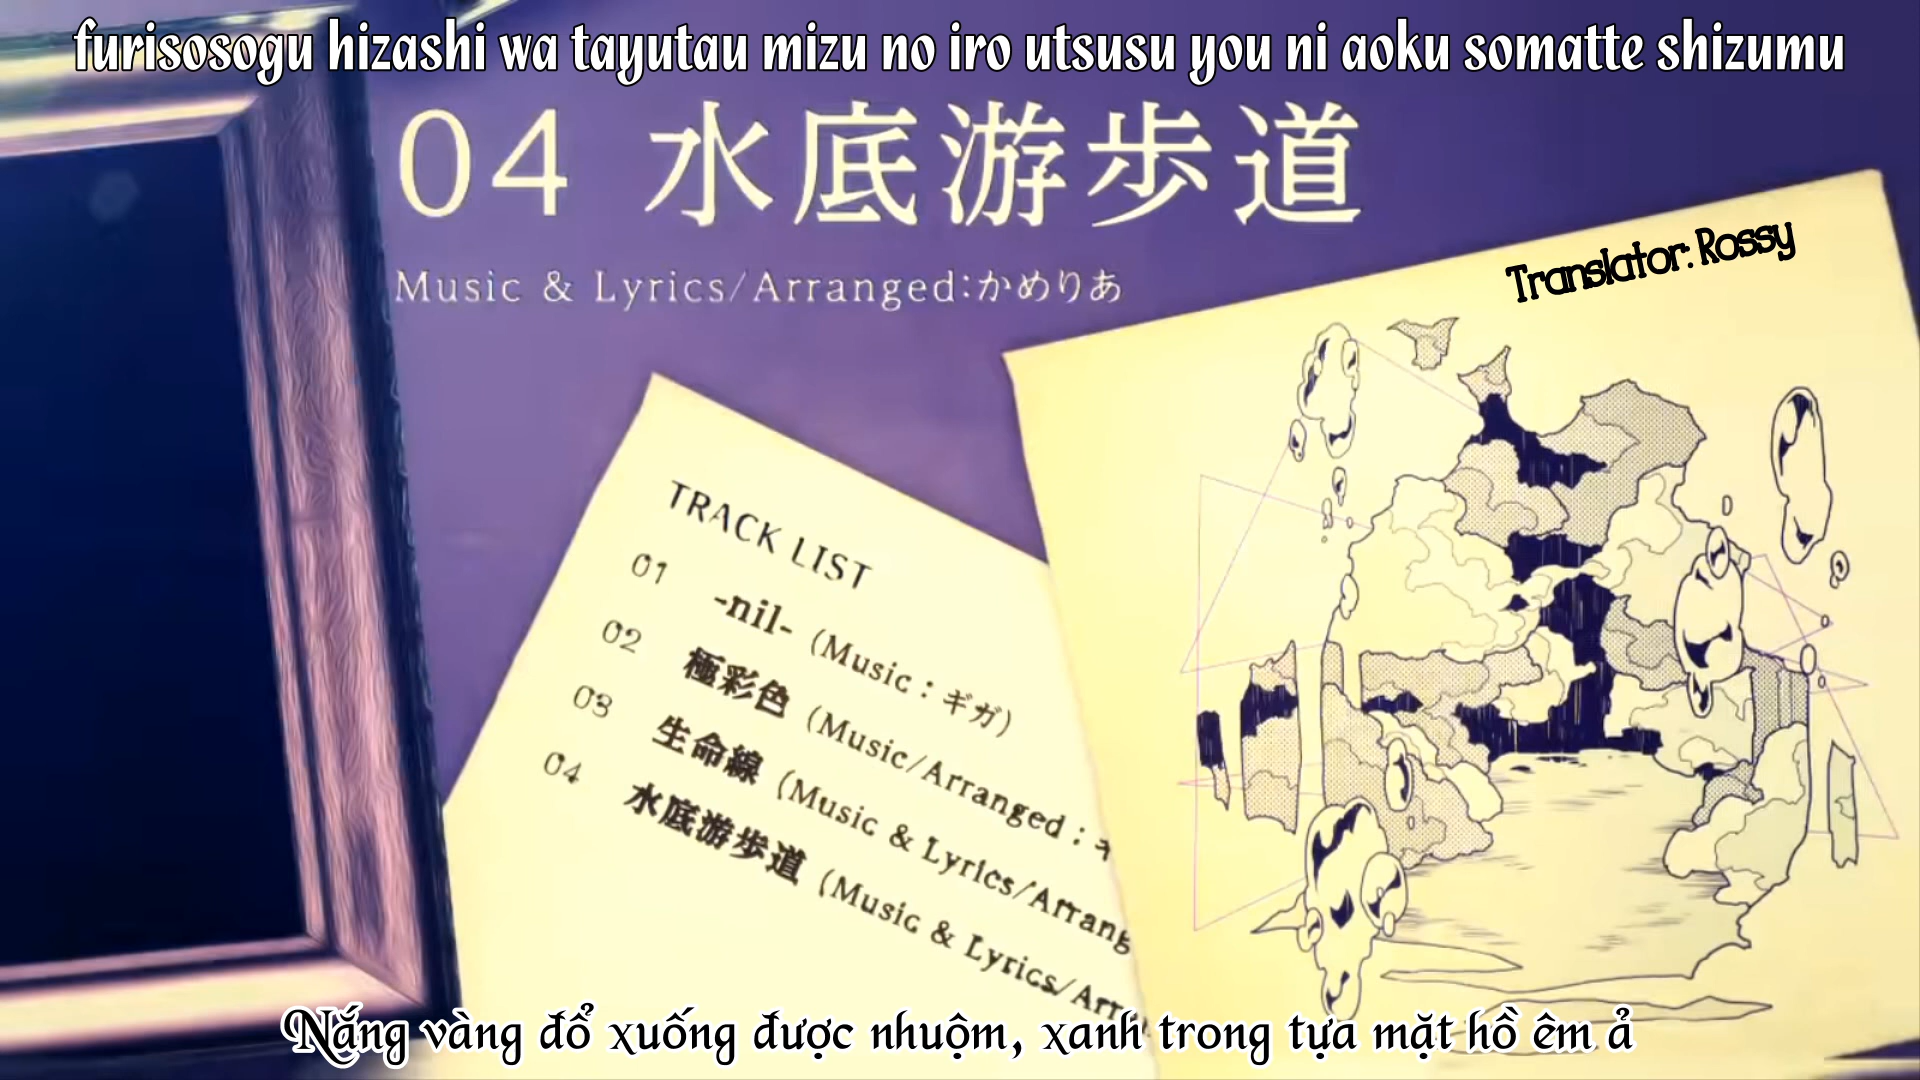 furisosogu hizashi wa tayutau mizu no iro utsusu you ni aoku somatte shizumu
04 水底游歩道
Music & Lyrics/Arranged:かめりあ
Translator: Rossy
TRACK LIST
01 -nil- (Music：ギガ)
02 極彩色 (Music/Arranged：ギ
03 生命線 (Music & Lyrics/Arrang
04 水底游歩道 (Music & Lyrics/Arr
Nắng vàng đổ xuống được nhuộm, xanh trong tựa mặt hồ êm ả